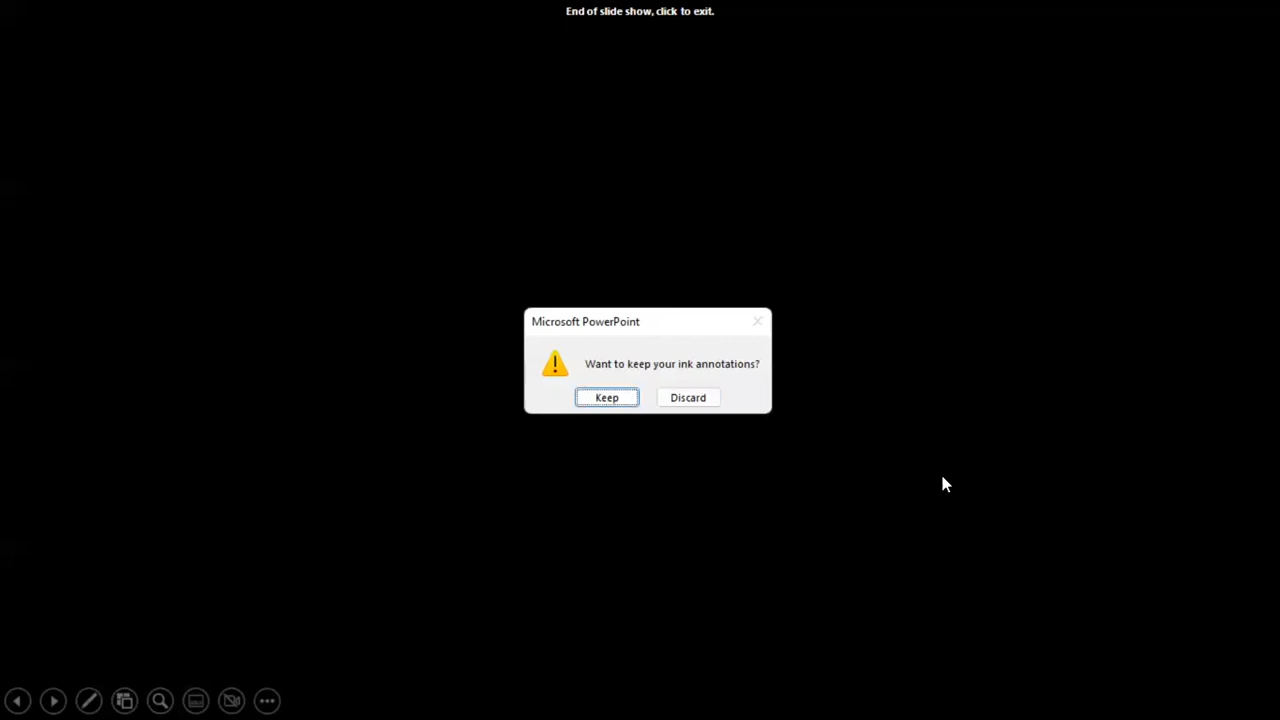 End of slide show, click to exit.
Microsoft PowerPoint
Want to keep your ink annotations?
Keep
Discard